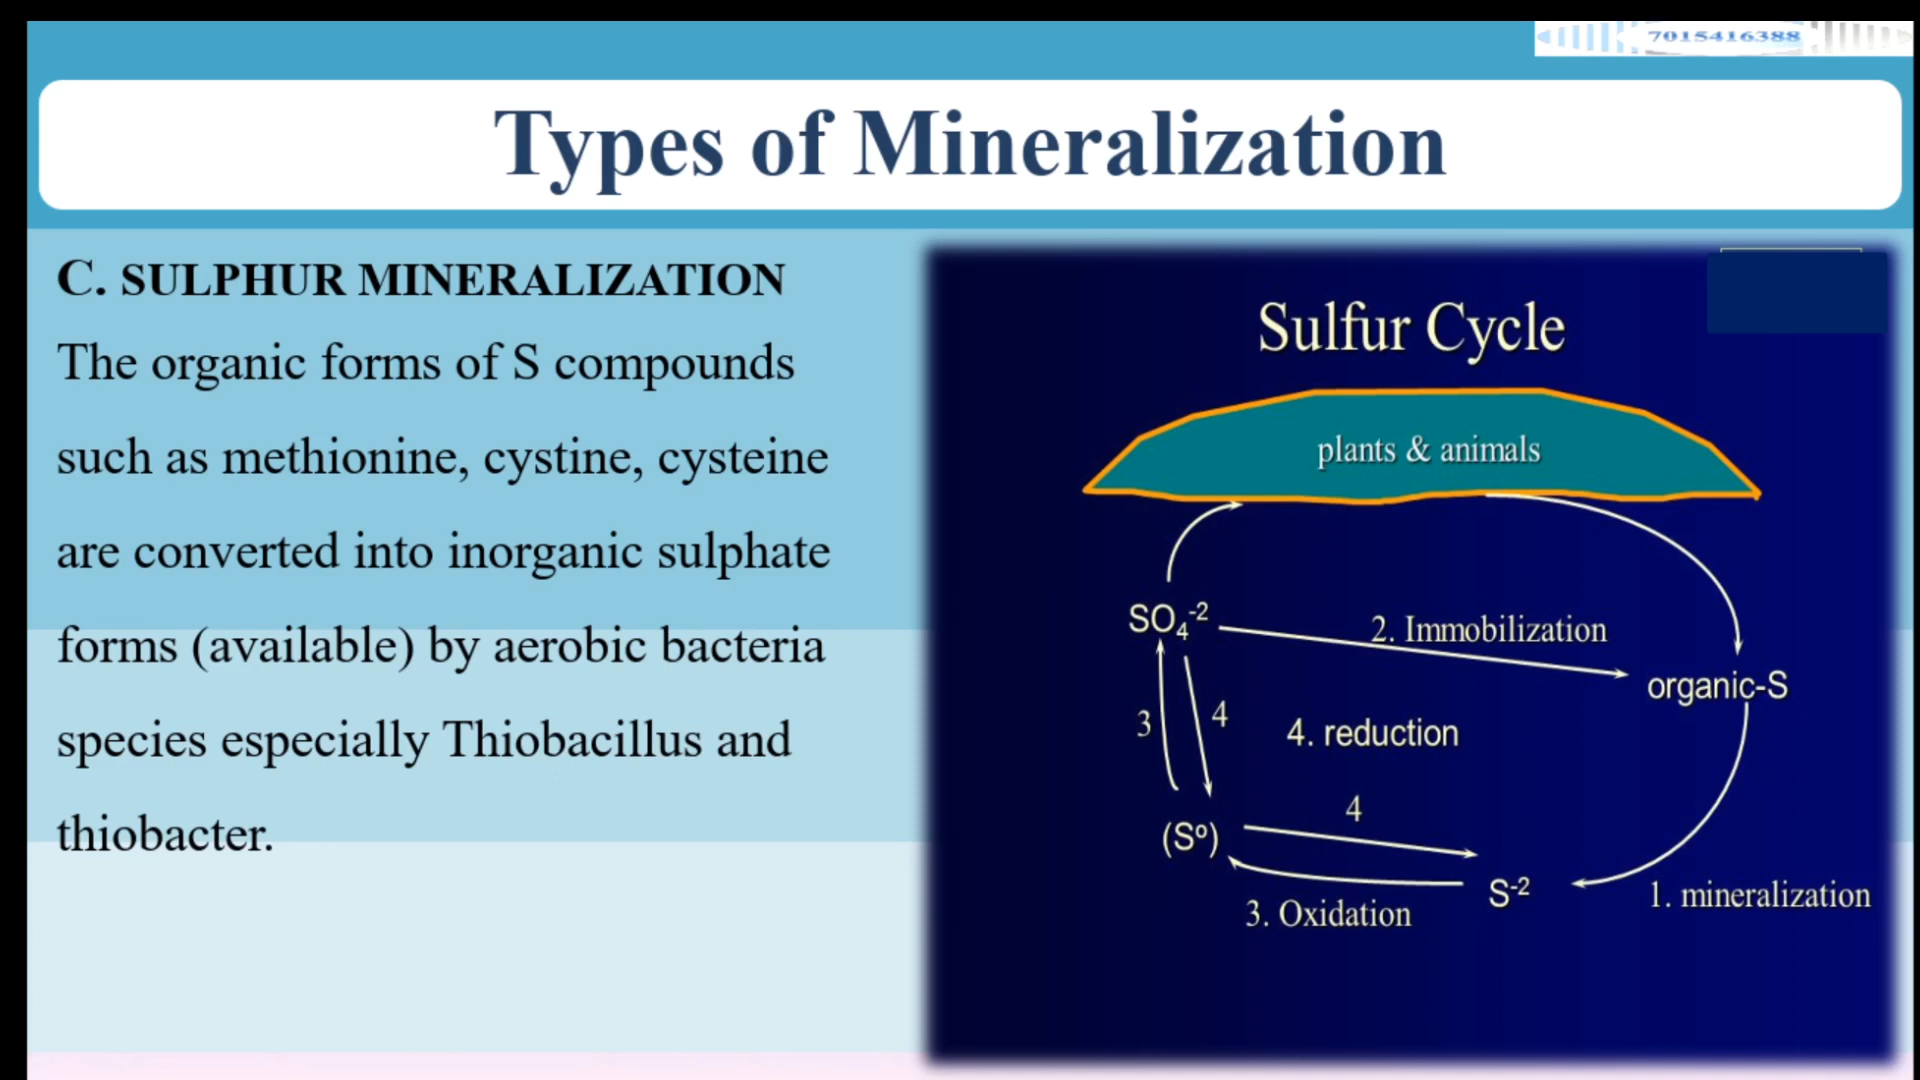 7015416388
Types of Mineralization
C. SULPHUR MINERALIZATION
The organic forms of S compounds
such as methionine, cystine, cysteine
are converted into inorganic sulphate
forms (available) by aerobic bacteria
species especially Thiobacillus and
thiobacter.
Sulfur Cycle
plants & animals
SO₄⁻²
2. Immobilization
organic-S
3
4
4. reduction
4
(Sº)
S⁻²
1. mineralization
3. Oxidation